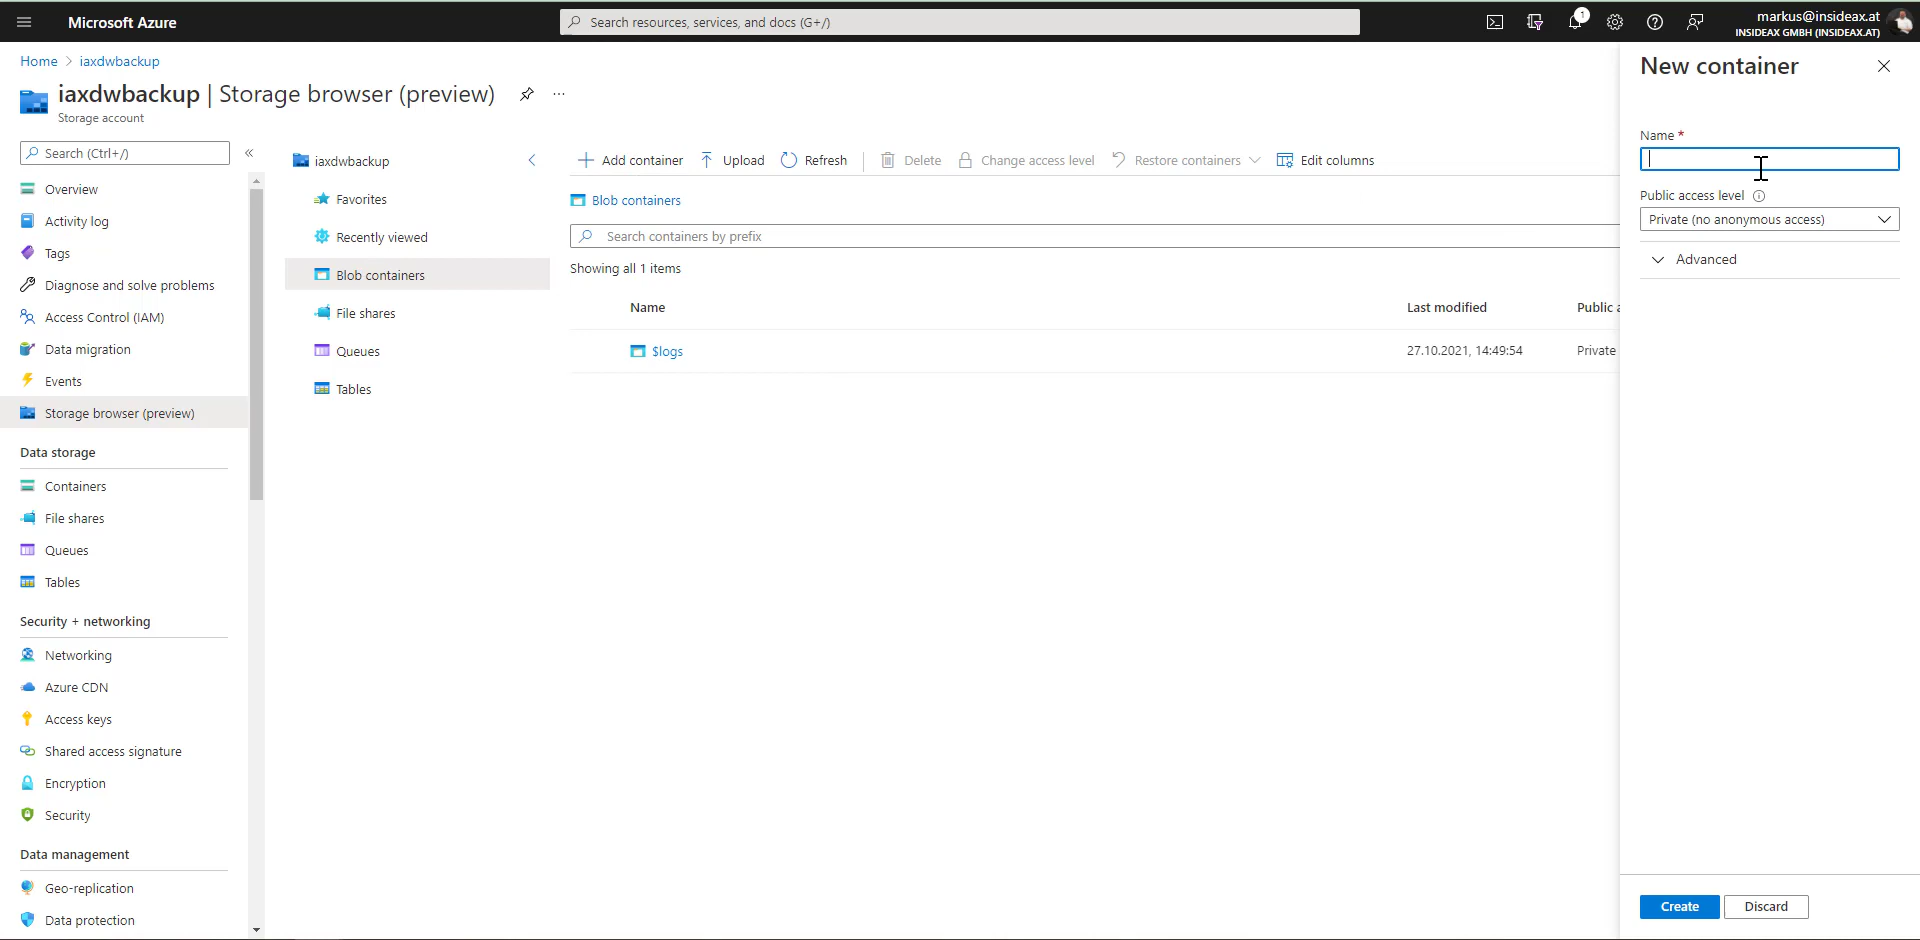 Microsoft Azure
Search resources, services, and docs (G+/)
1
markus@insideax.at
INSIDEAX GMBH (INSIDEAX.AT)
Home > iaxdwbackup
iaxdwbackup | Storage browser (preview)
...
Storage account
Search (Ctrl+/)
«
Overview
Activity log
Tags
Diagnose and solve problems
Access Control (IAM)
Data migration
Events
Storage browser (preview)
Data storage
Containers
File shares
Queues
Tables
Security + networking
Networking
Azure CDN
Access keys
Shared access signature
Encryption
Security
Data management
Geo-replication
Data protection
iaxdwbackup
Favorites
Recently viewed
Blob containers
File shares
Queues
Tables
Add container
Upload
Refresh
Delete
Change access level
Restore containers
Edit columns
Blob containers
Search containers by prefix
Showing all 1 items
Name
Last modified
Public a
$logs
27.10.2021, 14:49:54
Private
New container
Name *
Public access level
Private (no anonymous access)
Advanced
Create
Discard